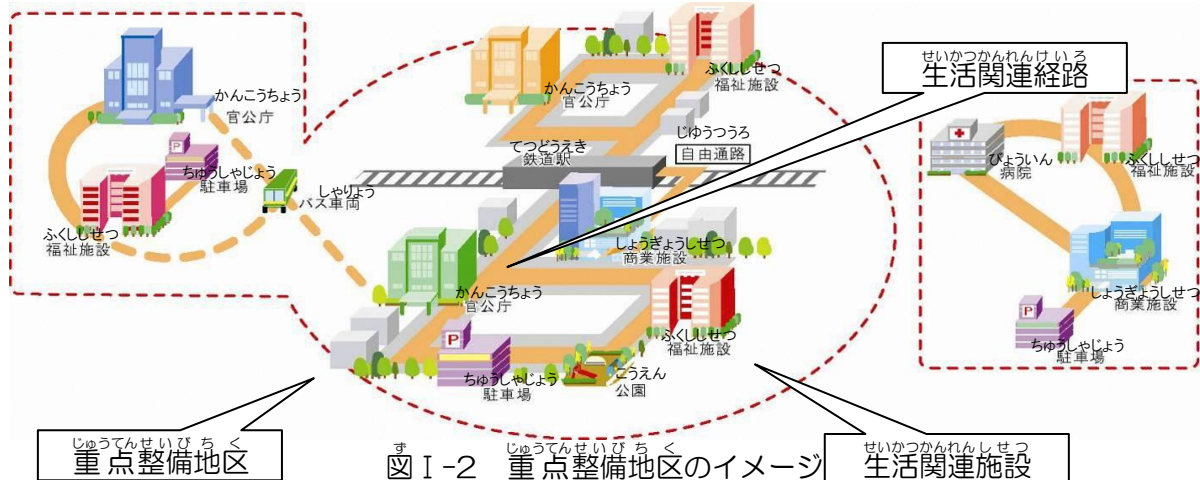 せいかつかんれんけいろ
生活関連経路
かんこうちょう
官公庁
P
ちゅうしゃじょう
駐車場
しゃりょう
バス車両
ふくししせつ
福祉施設
かんこうちょう
官公庁
ふくししせつ
福祉施設
てつどうえき
鉄道駅
じゆうつうろ
自由通路
しょうぎょうしせつ
商業施設
かんこうちょう
官公庁
ふくししせつ
福祉施設
P
ちゅうしゃじょう
駐車場
こうえん
公園
びょういん
病院
ふくししせつ
福祉施設
しょうぎょうしせつ
商業施設
P
ちゅうしゃじょう
駐車場
じゅうてんせいびちく
重点整備地区
ず じゅうてんせいびちく
図Ⅰ-2 重点整備地区のイメージ
せいかつかんれんしせつ
生活関連施設